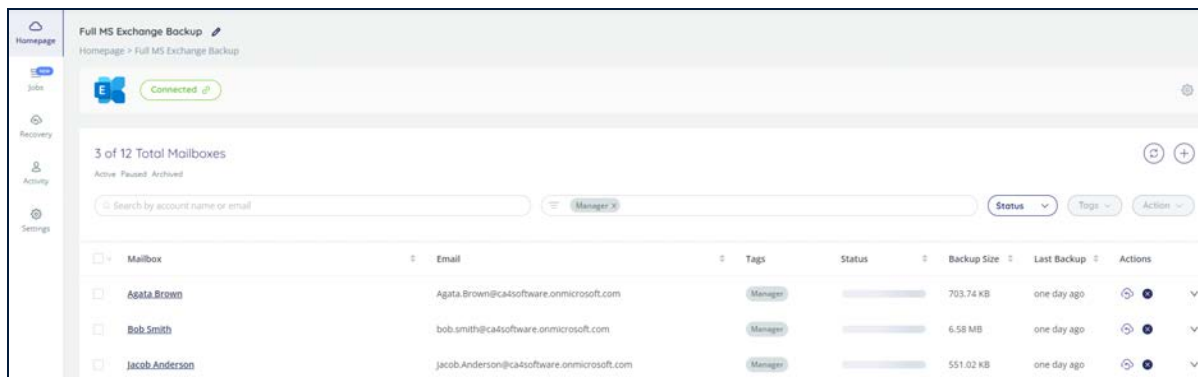 Full MS Exchange Backup
Homepage
Homepage > Full MS Exchange Backup
NEW
Jobs
E
Connected
Recovery
3 of 12 Total Mailboxes
Activity
Active Paused Archived
Search by account name or email Manager × Status Tags Action
Settings
Mailbox Email Tags Status Backup Size Last Backup Actions
Agata Brown Agata.Brown@ca4software.onmicrosoft.com Manager 703.74 KB one day ago
Bob Smith bob.smith@ca4software.onmicrosoft.com Manager 6.58 MB one day ago
Jacob Anderson Jacob.Anderson@ca4software.onmicrosoft.com Manager 551.02 KB one day ago